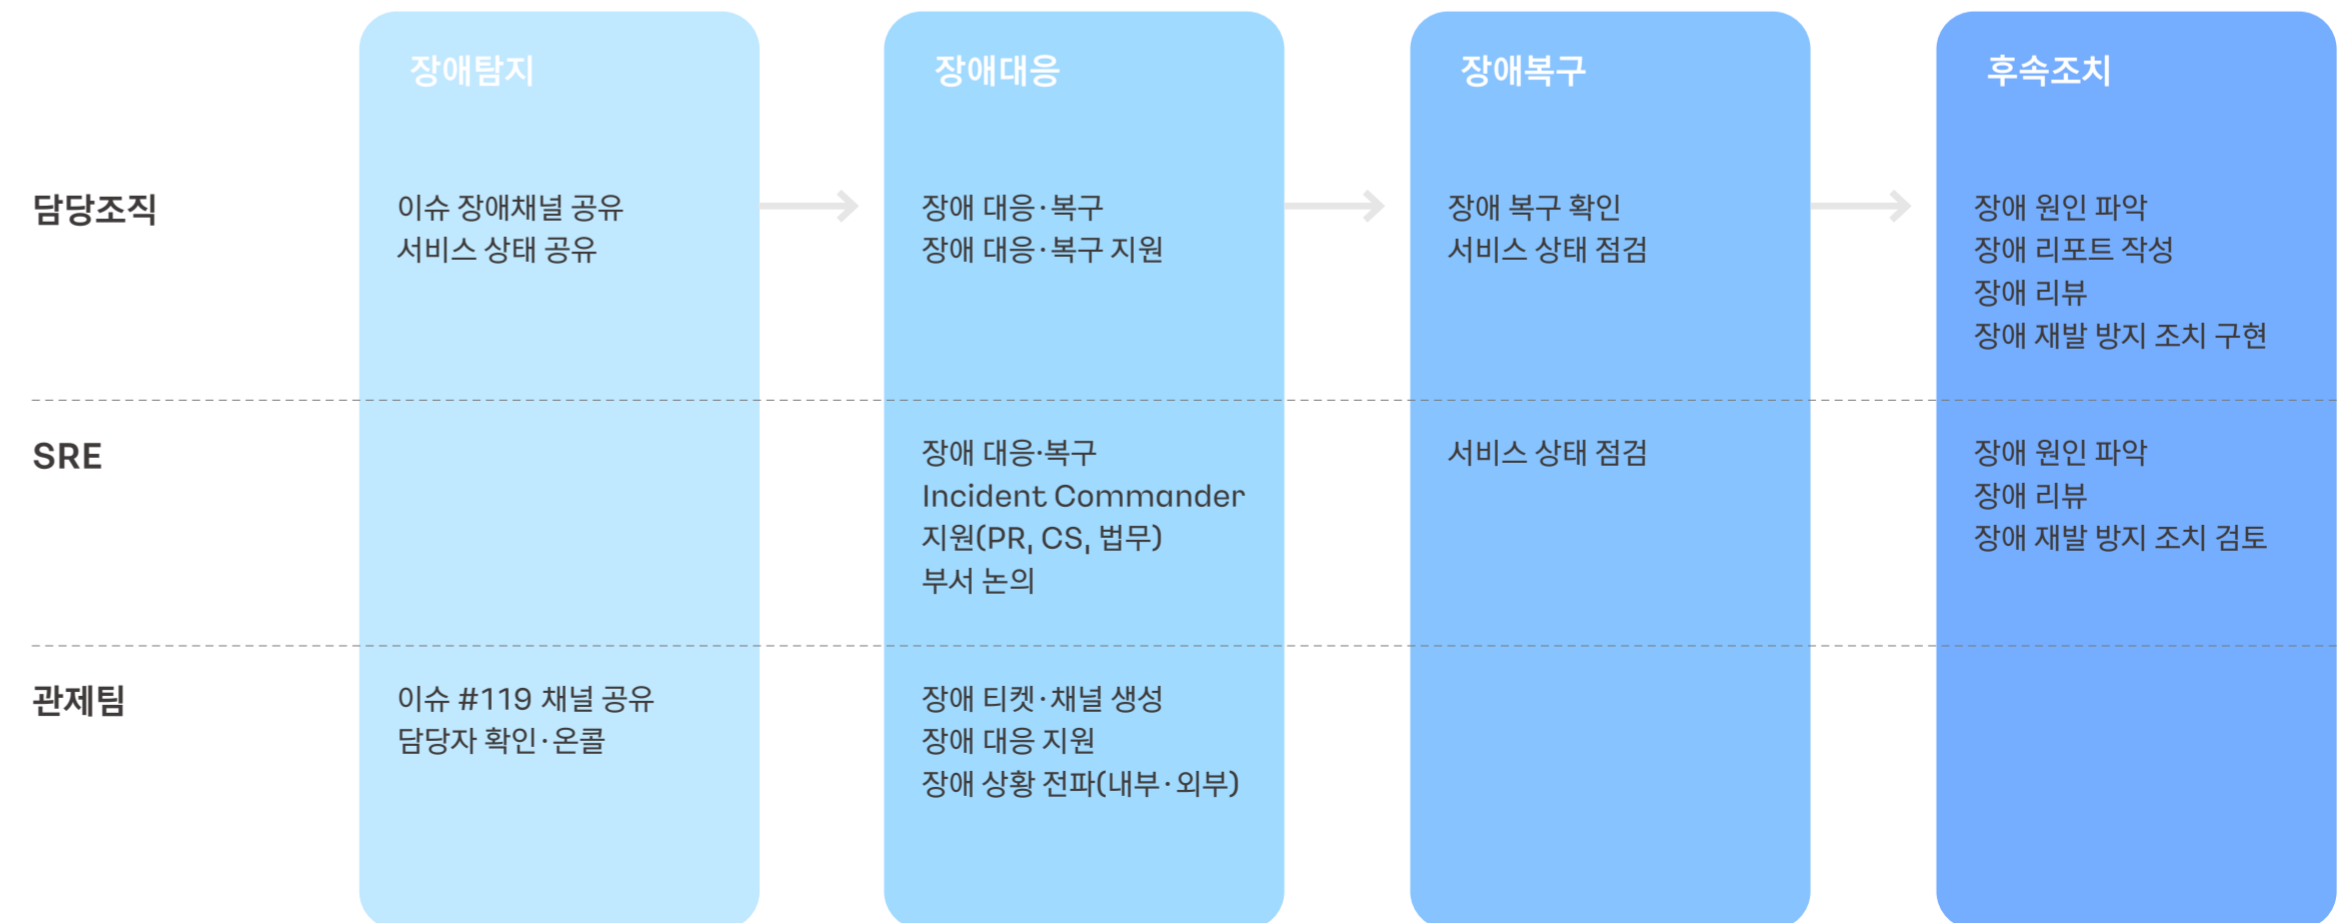 장애탐지
장애대응
장애복구
후속조치
담당조직
이슈 장애채널 공유
서비스 상태 공유
장애 대응·복구
장애 대응·복구 지원
장애 복구 확인
서비스 상태 점검
장애 원인 파악
장애 리포트 작성
장애 리뷰
장애 재발 방지 조치 구현
SRE
장애 대응·복구
Incident Commander
지원(PR, CS, 법무)
부서 논의
서비스 상태 점검
장애 원인 파악
장애 리뷰
장애 재발 방지 조치 검토
관제팀
이슈 #119 채널 공유
담당자 확인·온콜
장애 티켓·채널 생성
장애 대응 지원
장애 상황 전파(내부·외부)